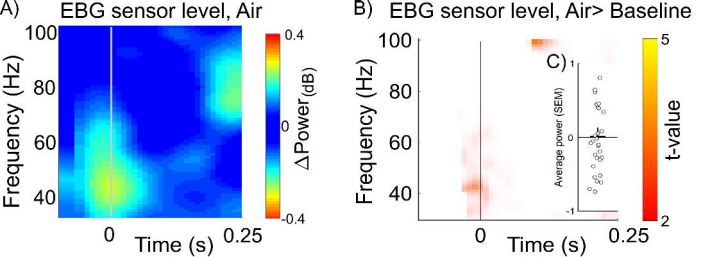 A) EBG sensor level, Air
Frequency (Hz)
100
80
60
40
0
0.25
Time (s)
0.4
0
-0.4
ΔPower(dB)
B) EBG sensor level, Air> Baseline
Frequency (Hz)
100
80
60
40
0
0.25
Time (s)
C)
Average power (SEM)
1
0
-1
5
2
t-value